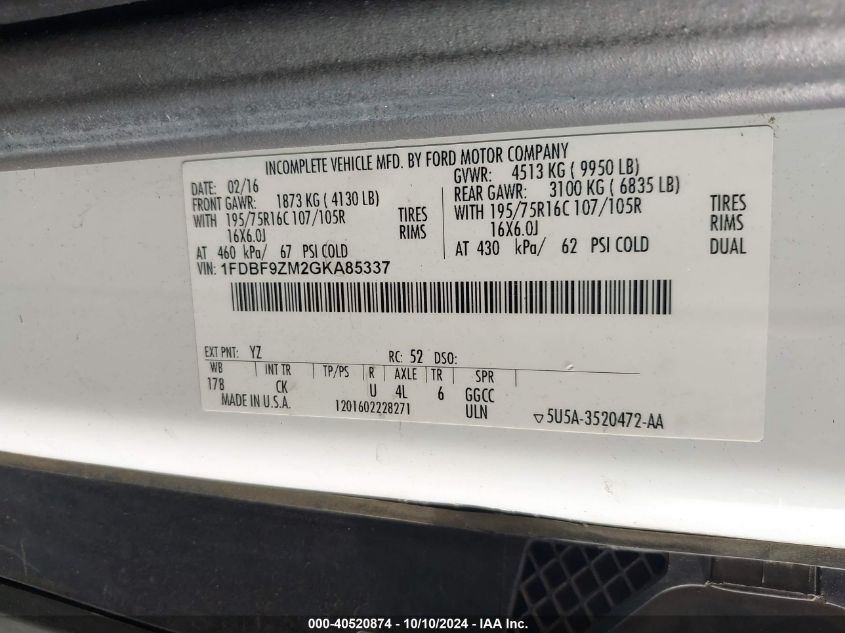 INCOMPLETE VEHICLE MFD. BY FORD MOTOR COMPANY
DATE: 02/16 GVWR: 4513 KG ( 9950 LB)
FRONT GAWR: 1873 KG ( 4130 LB) REAR GAWR: 3100 KG ( 6835 LB)
WITH 195/75R16C 107/105R TIRES WITH 195/75R16C 107/105R TIRES
16X6.0J RIMS 16X6.0J RIMS
AT 460 kPa/ 67 PSI COLD AT 430 kPa/ 62 PSI COLD DUAL
VIN: 1FDBF9ZM2GKA85337
EXT PNT: YZ RC: 52 DSO:
WB INT TR TP/PS R AXLE TR SPR
178 CK U 4L 6 GGCC
MADE IN U.S.A. 1201602228271 ULN 5U5A-3520472-AA
000-40520874 - 10/10/2024 - IAA Inc.